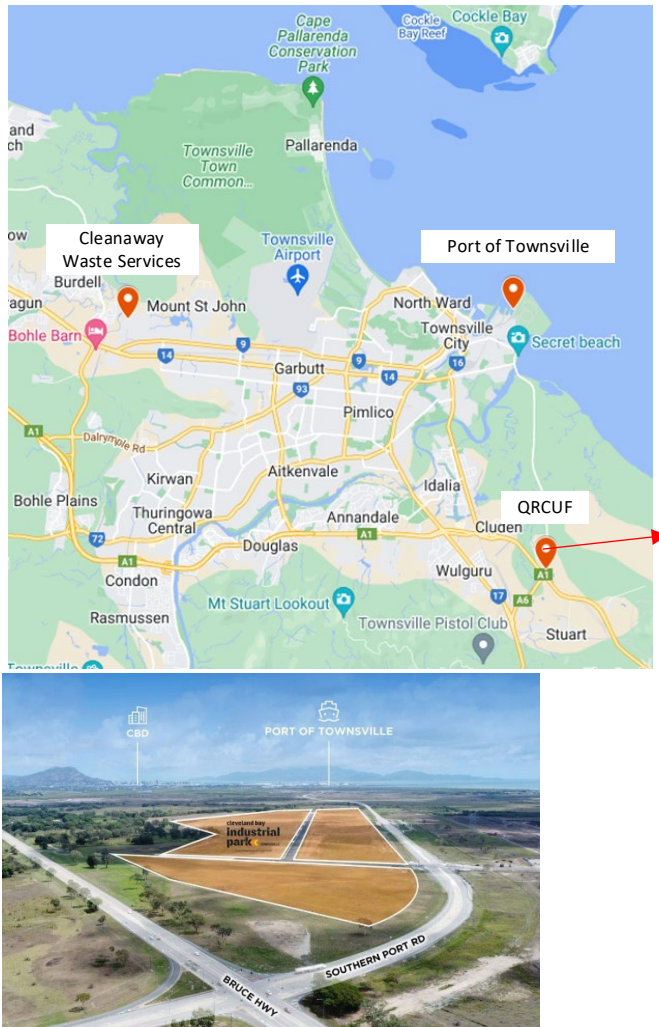 Cape
Pallarenda
Conservation
Park
Cockle Bay
Cockle
Bay Reef
and
ch
Pallarenda
Townsville
Town
Common...
ow
Cleanaway
Waste Services
Townsville
Airport
Port of Townsville
Burdell
ragun
Mount St John
North Ward
Bohle Barn
Townsville
City
Secret beach
14
9
9
16
Garbutt
14
93
Pimlico
A1
Dalrymple Rd
Kirwan
Aitkenvale
Idalia
Bohle Plains
Thuringowa
Central
Annandale
QRCUF
Cluden
72
A1
Douglas
A1
Condon
Wulguru
A1
Mt Stuart Lookout
17
A6
Rasmussen
Townsville Pistol Club
Stuart
Townsville
CBD
PORT OF TOWNSVILLE
cleveland bay
industrial
park
SOUTHERN PORT RD
BRUCE HWY